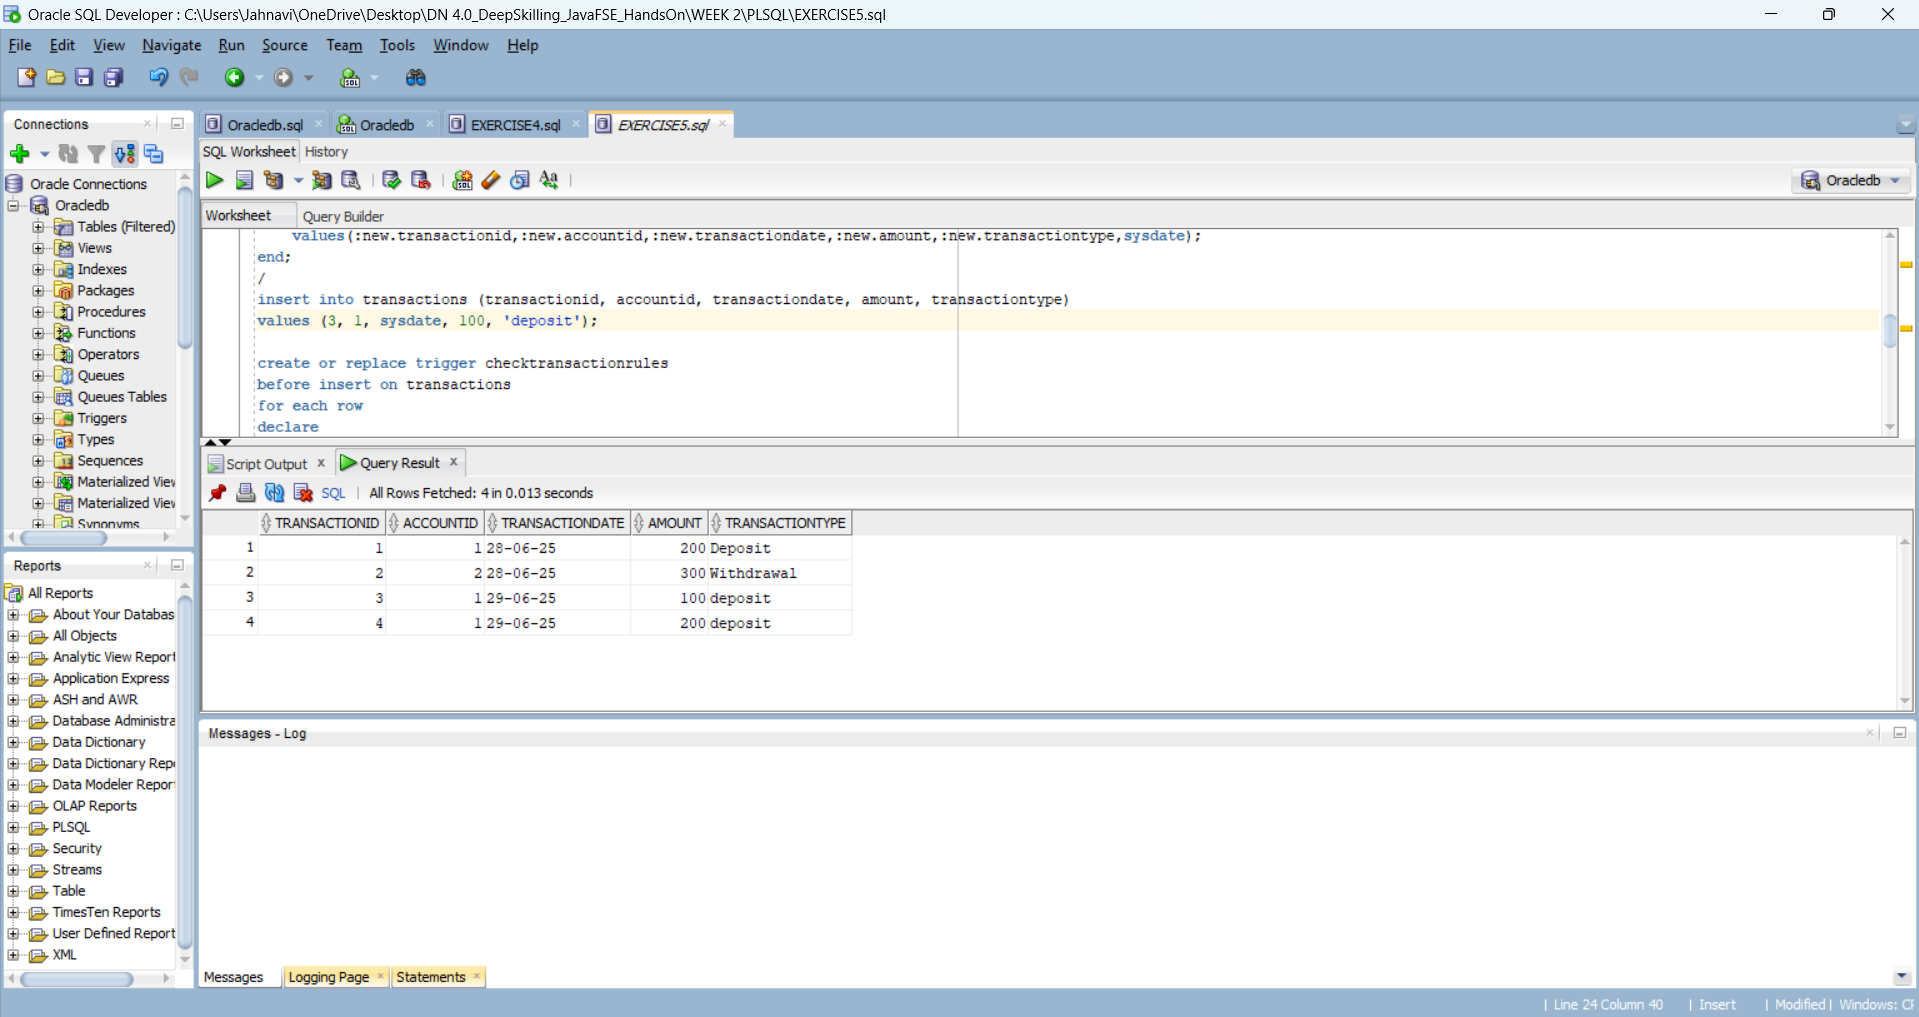 Oracle SQL Developer : C:\Users\Jahnavi\OneDrive\Desktop\DN 4.0_DeepSkilling_JavaFSE_HandsOn\WEEK 2\PLSQL\EXERCISE5.sql
File Edit View Navigate Run Source Team Tools Window Help
Connections
Oracle Connections
Oracledb
Tables (Filtered)
Views
Indexes
Packages
Procedures
Functions
Operators
Queues
Queues Tables
Triggers
Types
Sequences
Materialized View
Materialized View
Synonyms
Reports
All Reports
About Your Databas
All Objects
Analytic View Report
Application Express
ASH and AWR
Database Administra
Data Dictionary
Data Dictionary Rep
Data Modeler Report
OLAP Reports
PLSQL
Security
Streams
Table
TimesTen Reports
User Defined Report
XML
Oracledb.sql Oracledb EXERCISE4.sql EXERCISE5.sql
SQL Worksheet History
Oracledb
Worksheet Query Builder
values(:new.transactionid,:new.accountid,:new.transactiondate,:new.amount,:new.transactiontype,sysdate);
end;
/
insert into transactions (transactionid, accountid, transactiondate, amount, transactiontype)
values (3, 1, sysdate, 100, 'deposit');
create or replace trigger checktransactionrules
before insert on transactions
for each row
declare
Script Output x Query Result x
SQL | All Rows Fetched: 4 in 0.013 seconds
TRANSACTIONID ACCOUNTID TRANSACTIONDATE AMOUNT TRANSACTIONTYPE
1 1 1 28-06-25 200 Deposit
2 2 2 28-06-25 300 Withdrawal
3 3 1 29-06-25 100 deposit
4 4 1 29-06-25 200 deposit
Messages - Log
Messages Logging Page Statements
| Line 24 Column 40 | Insert | Modified | Windows: CF